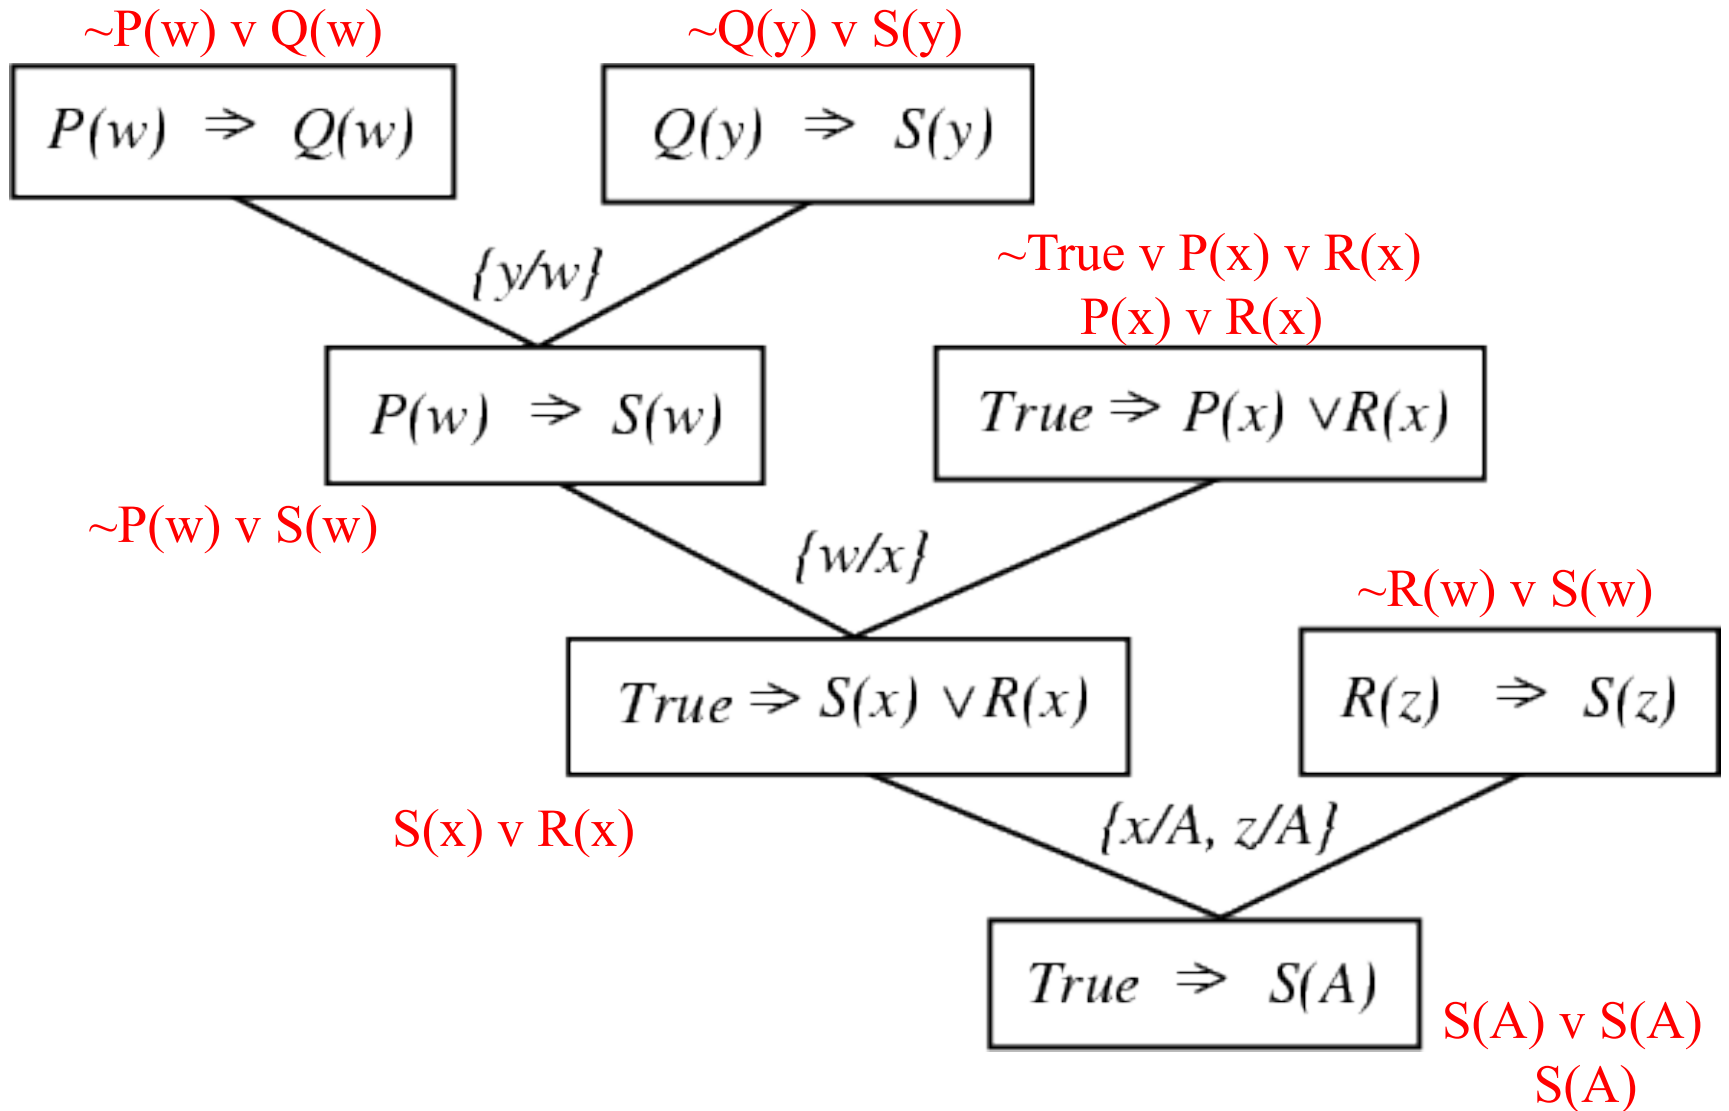 ~P(w) v Q(w)
~Q(y) v S(y)
P(w) ⇒ Q(w)
Q(y) ⇒ S(y)
{y/w}
~True v P(x) v R(x)
P(x) v R(x)
P(w) ⇒ S(w)
True ⇒ P(x) ∨R(x)
~P(w) v S(w)
{w/x}
~R(w) v S(w)
True ⇒ S(x) ∨R(x)
R(z) ⇒ S(z)
S(x) v R(x)
{x/A, z/A}
True ⇒ S(A)
S(A) v S(A)
S(A)